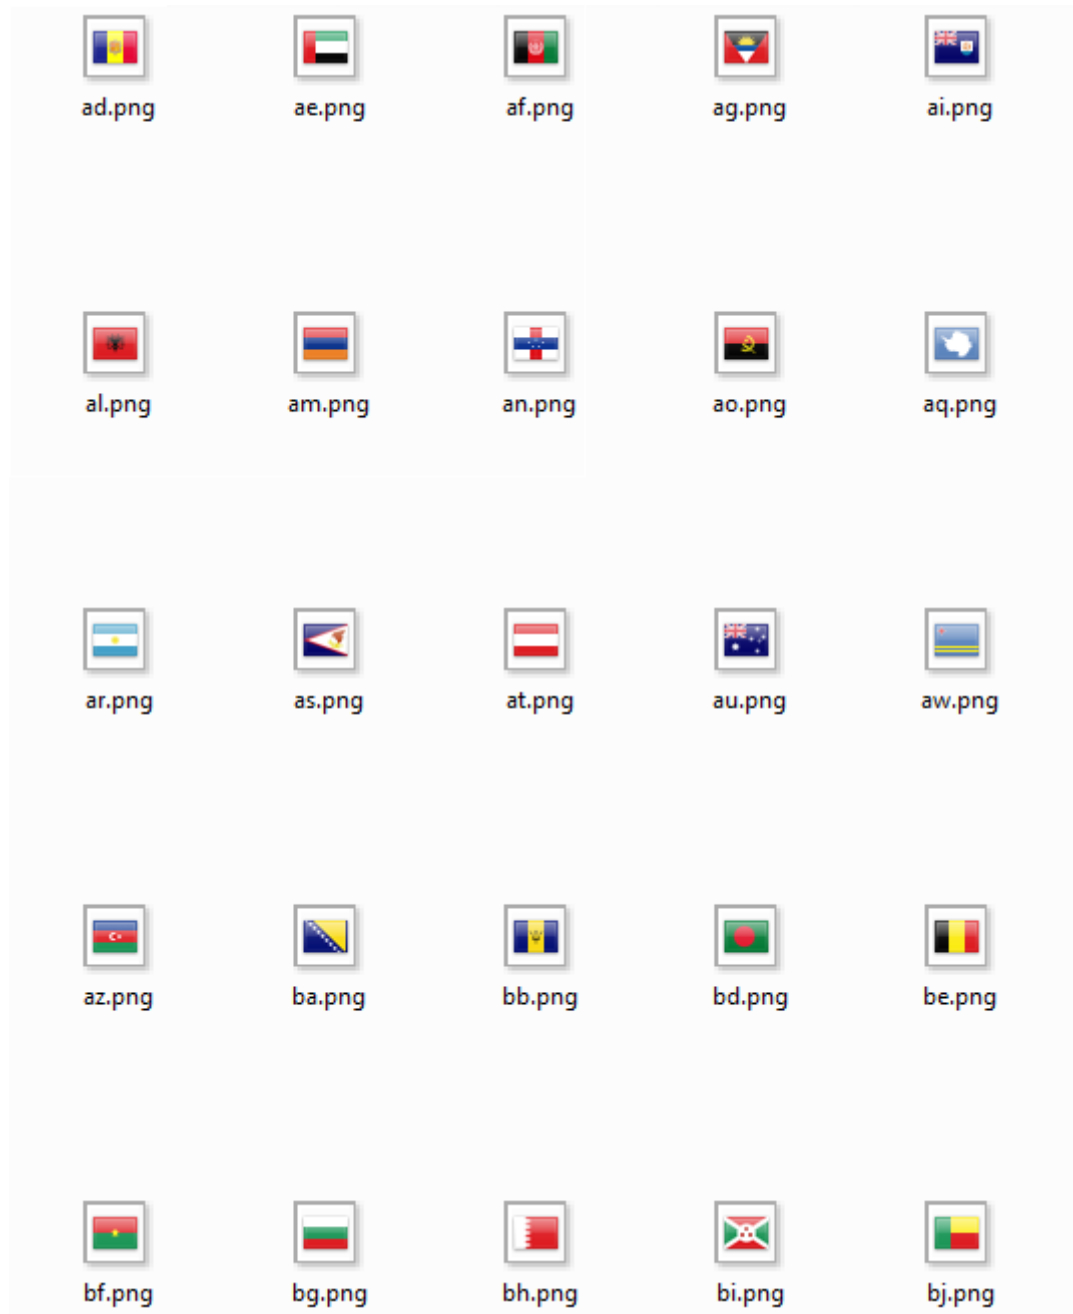 ad.png ae.png af.png ag.png ai.png
al.png am.png an.png ao.png aq.png
ar.png as.png at.png au.png aw.png
az.png ba.png bb.png bd.png be.png
bf.png bg.png bh.png bi.png bj.png